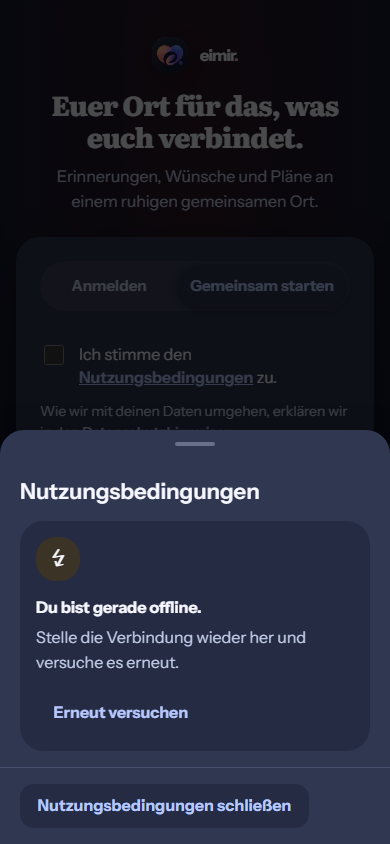 eimir.
Euer Ort für das, was
euch verbindet.
Erinnerungen, Wünsche und Pläne an
einem ruhigen gemeinsamen Ort.
Anmelden
Gemeinsam starten
Ich stimme den
Nutzungsbedingungen zu.
Wie wir mit deinen Daten umgehen, erklären wir
Nutzungsbedingungen
Du bist gerade offline.
Stelle die Verbindung wieder her und
versuche es erneut.
Erneut versuchen
Nutzungsbedingungen schließen